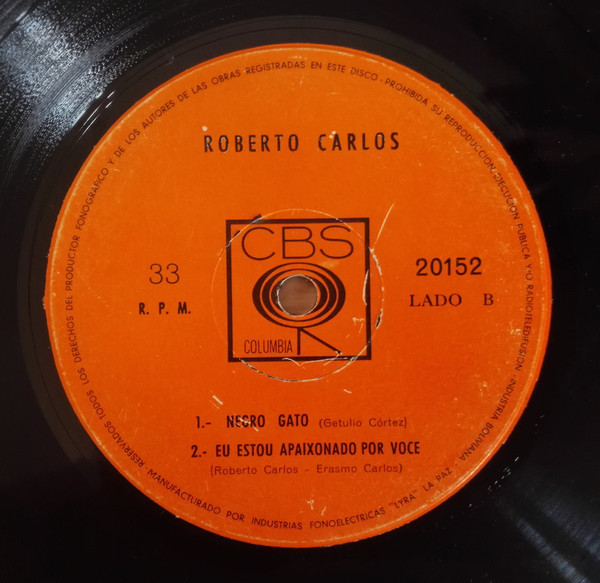 RESERVADOS TODOS LOS DERECHOS DEL PRODUCTOR FONOGRAFICO Y DE LOS AUTORES DE LAS OBRAS REGISTRADAS EN ESTE DISCO - PROHIBIDA SU REPRODUCCION, EJECUCION PUBLICA Y/O RADIOTELEDIFUSION - INDUSTRIA BOLIVIANA
ROBERTO CARLOS
CBS
COLUMBIA
33
R. P. M.
20152
LADO B
1.- NEGRO GATO (Getulio Córtez)
2.- EU ESTOU APAIXONADO POR VOCE
(Roberto Carlos - Erasmo Carlos)
MANUFACTURADO POR INDUSTRIAS FONOELECTRICAS "LYRA" LA PAZ -